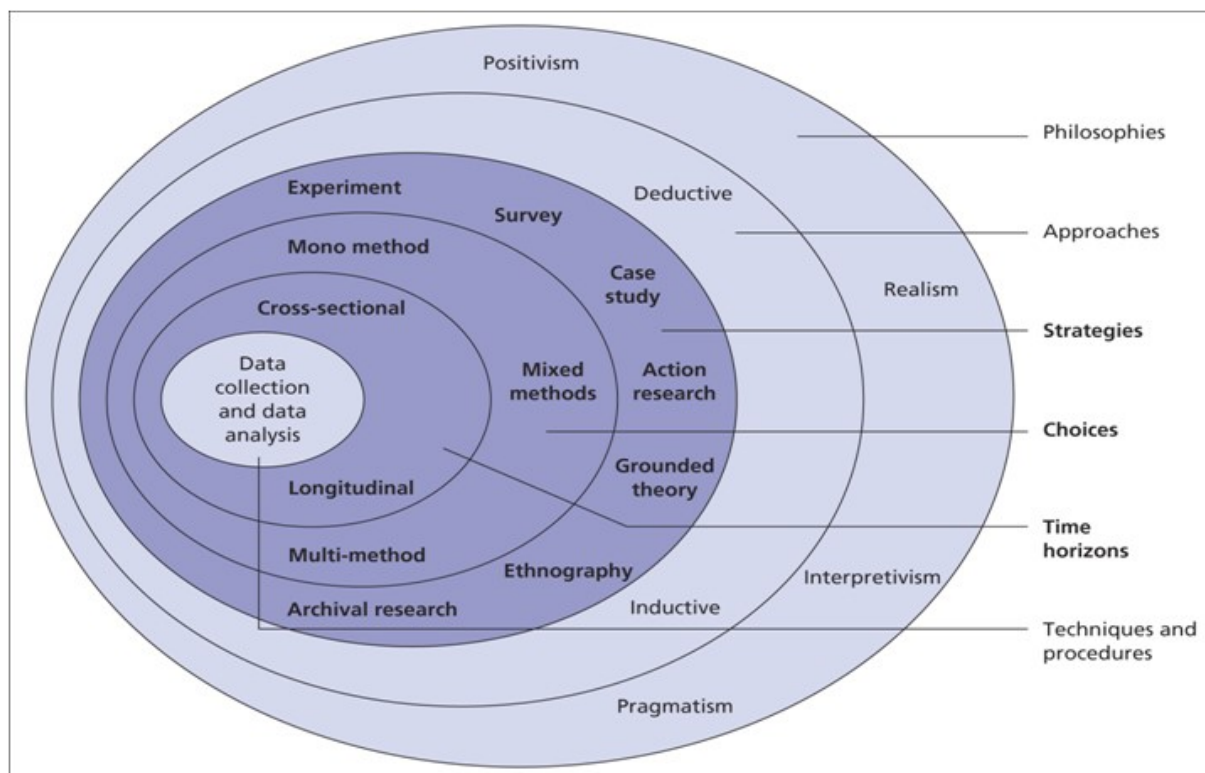 Positivism
Philosophies
Deductive
Approaches
Experiment
Survey
Mono method
Case
study
Realism
Cross-sectional
Strategies
Data
collection
and data
analysis
Mixed
methods
Action
research
Choices
Grounded
theory
Longitudinal
Time
horizons
Multi-method
Ethnography
Interpretivism
Archival research
Inductive
Techniques and
procedures
Pragmatism